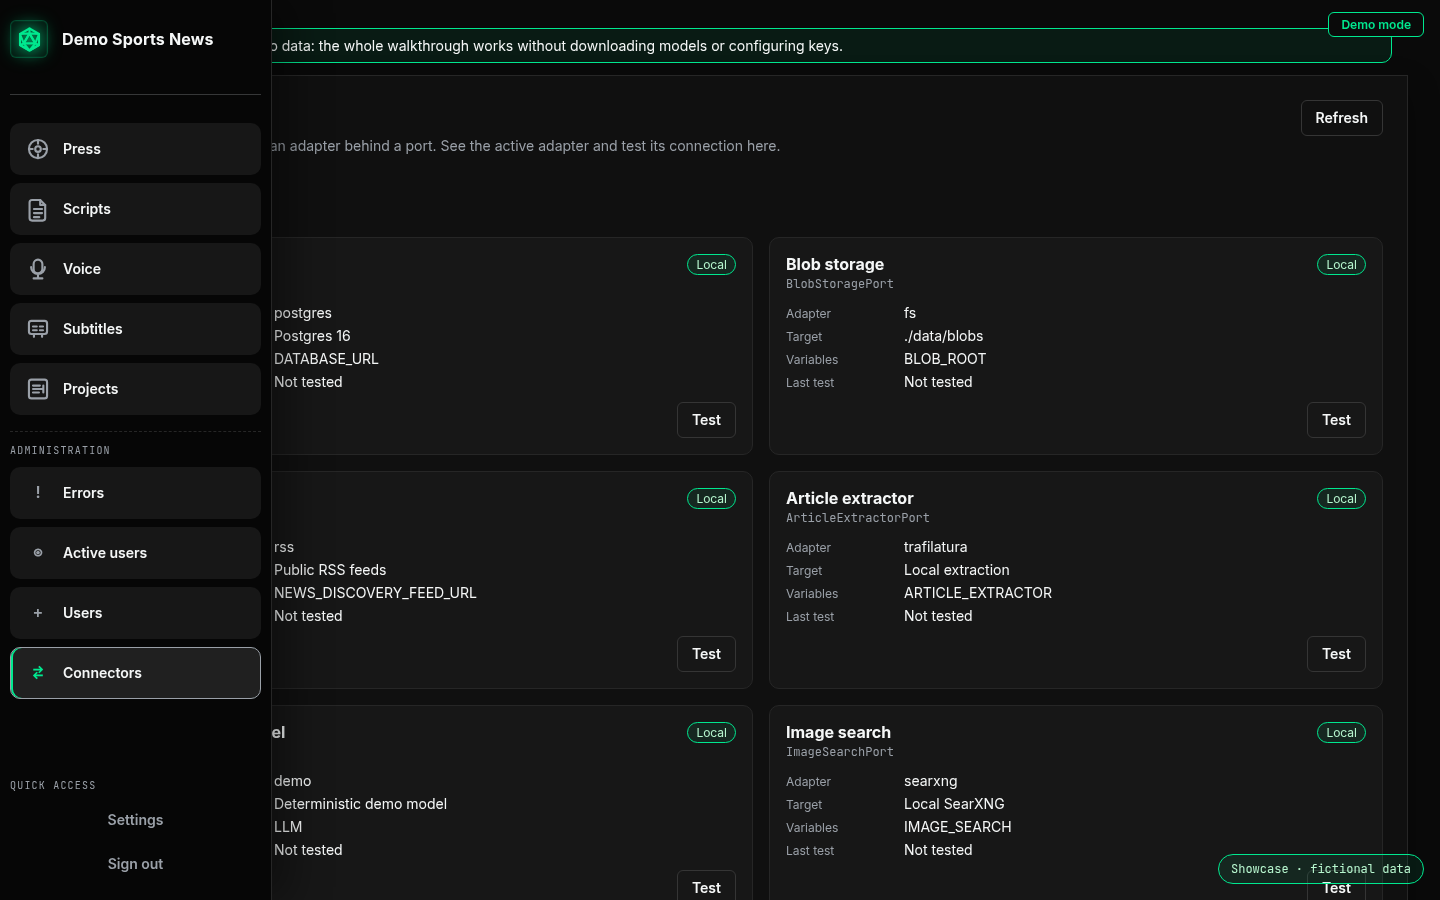 Demo Sports News
Press
Scripts
Voice
Subtitles
Projects
ADMINISTRATION
! Errors
Active users
+ Users
Connectors
QUICK ACCESS
Settings
Sign out
Demo mode
data: the whole walkthrough works without downloading models or configuring keys.
Refresh
an adapter behind a port. See the active adapter and test its connection here.
Local
postgres
Postgres 16
DATABASE_URL
Not tested
Test
Blob storage
Local
BlobStoragePort
Adapter fs
Target ./data/blobs
Variables BLOB_ROOT
Last test Not tested
Test
Local
rss
Public RSS feeds
NEWS_DISCOVERY_FEED_URL
Not tested
Test
Article extractor
Local
ArticleExtractorPort
Adapter trafilatura
Target Local extraction
Variables ARTICLE_EXTRACTOR
Last test Not tested
Test
Local
demo
Deterministic demo model
LLM
Not tested
Test
Image search
Local
ImageSearchPort
Adapter searxng
Target Local SearXNG
Variables IMAGE_SEARCH
Last test Not tested
Test
Showcase · fictional data